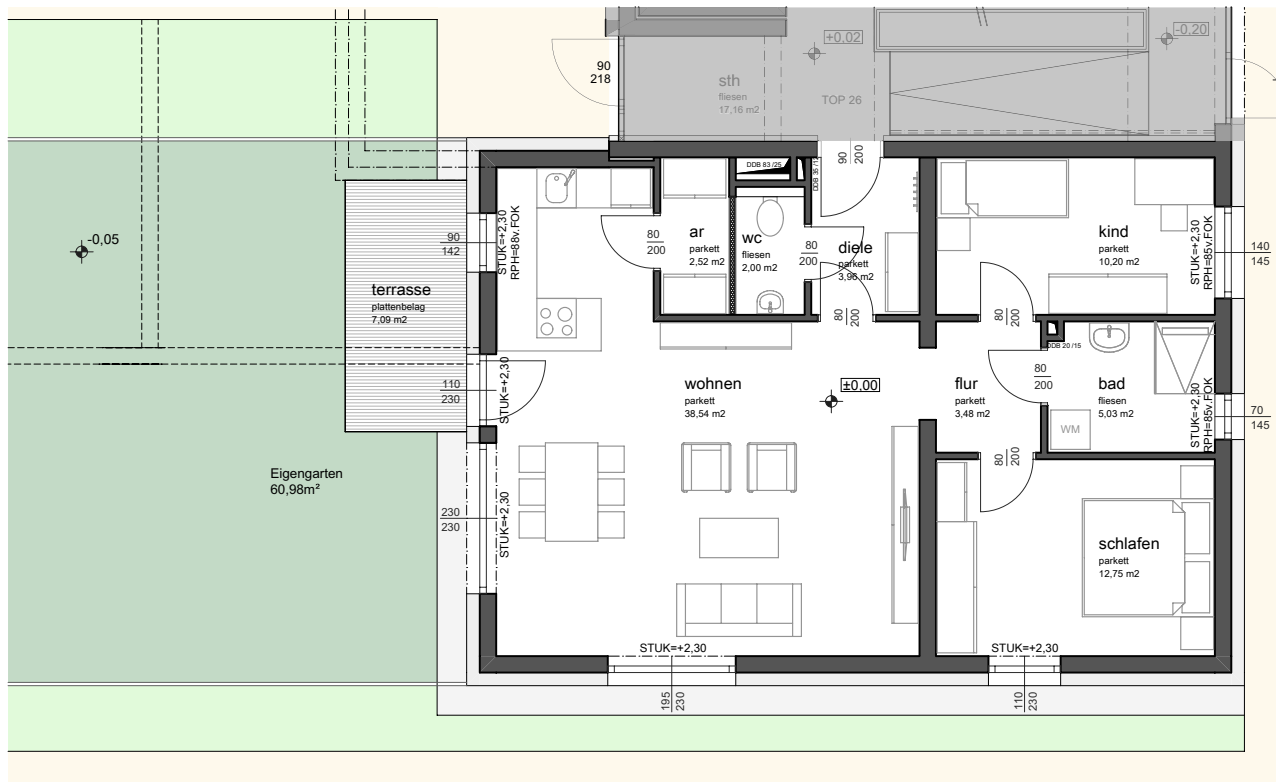 +0,02
-0,20
90
218
sth
fliesen
17,16 m2
TOP 26
DDB 83 /25
90
200
-0,05
90
142
STUK=+2,30
RPH=88v.FOK
80
200
ar
parkett
2,52 m2
wc
fliesen
2,00 m2
80
200
diele
parkett
3,96 m2
kind
parkett
10,20 m2
STUK=+2,30
RPH=85v.FOK
140
145
terrasse
plattenbelag
7,09 m2
80
200
80
200
DDB 20 /15
110
230
STUK=+2,30
wohnen
parkett
38,54 m2
±0,00
flur
parkett
3,48 m2
80
200
bad
fliesen
5,03 m2
WM
STUK=+2,30
RPH=85v.FOK
70
145
80
200
Eigengarten
60,98m²
230
230
STUK=+2,30
schlafen
parkett
12,75 m2
STUK=+2,30
STUK=+2,30
195
230
110
230